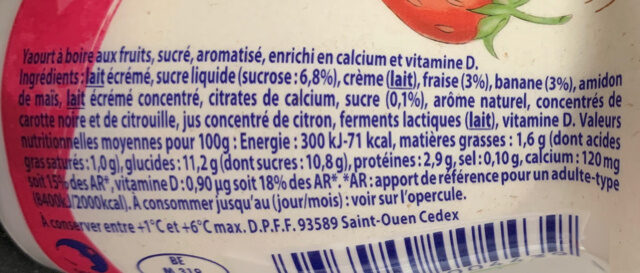 Yaourt à boire aux fruits, sucré, aromatisé, enrichi en calcium et vitamine D.
Ingrédients : lait écrémé, sucre liquide (sucrose : 6,8%), crème (lait), fraise (3%), banane (3%), amidon
de maïs, lait écrémé concentré, citrates de calcium, sucre (0,1%), arôme naturel, concentrés de
carotte noire et de citrouille, jus concentré de citron, ferments lactiques (lait), vitamine D. Valeurs
nutritionnelles moyennes pour 100g : Energie : 300 kJ-71 kcal, matières grasses : 1,6 g (dont acides
gras saturés : 1,0 g), glucides : 11,2 g (dont sucres : 10,8 g), protéines : 2,9 g, sel : 0,10 g, calcium : 120 mg
soit 15% des AR*, vitamine D : 0,90 µg soit 18% des AR*. *AR : apport de référence pour un adulte-type
(8400kJ/2000kcal). A consommer jusqu'au (jour/mois) : voir sur l'opercule.
A conserver entre +1°C et +6°C max. D.P.F.F. 93589 Saint-Ouen Cedex
BE
M 319